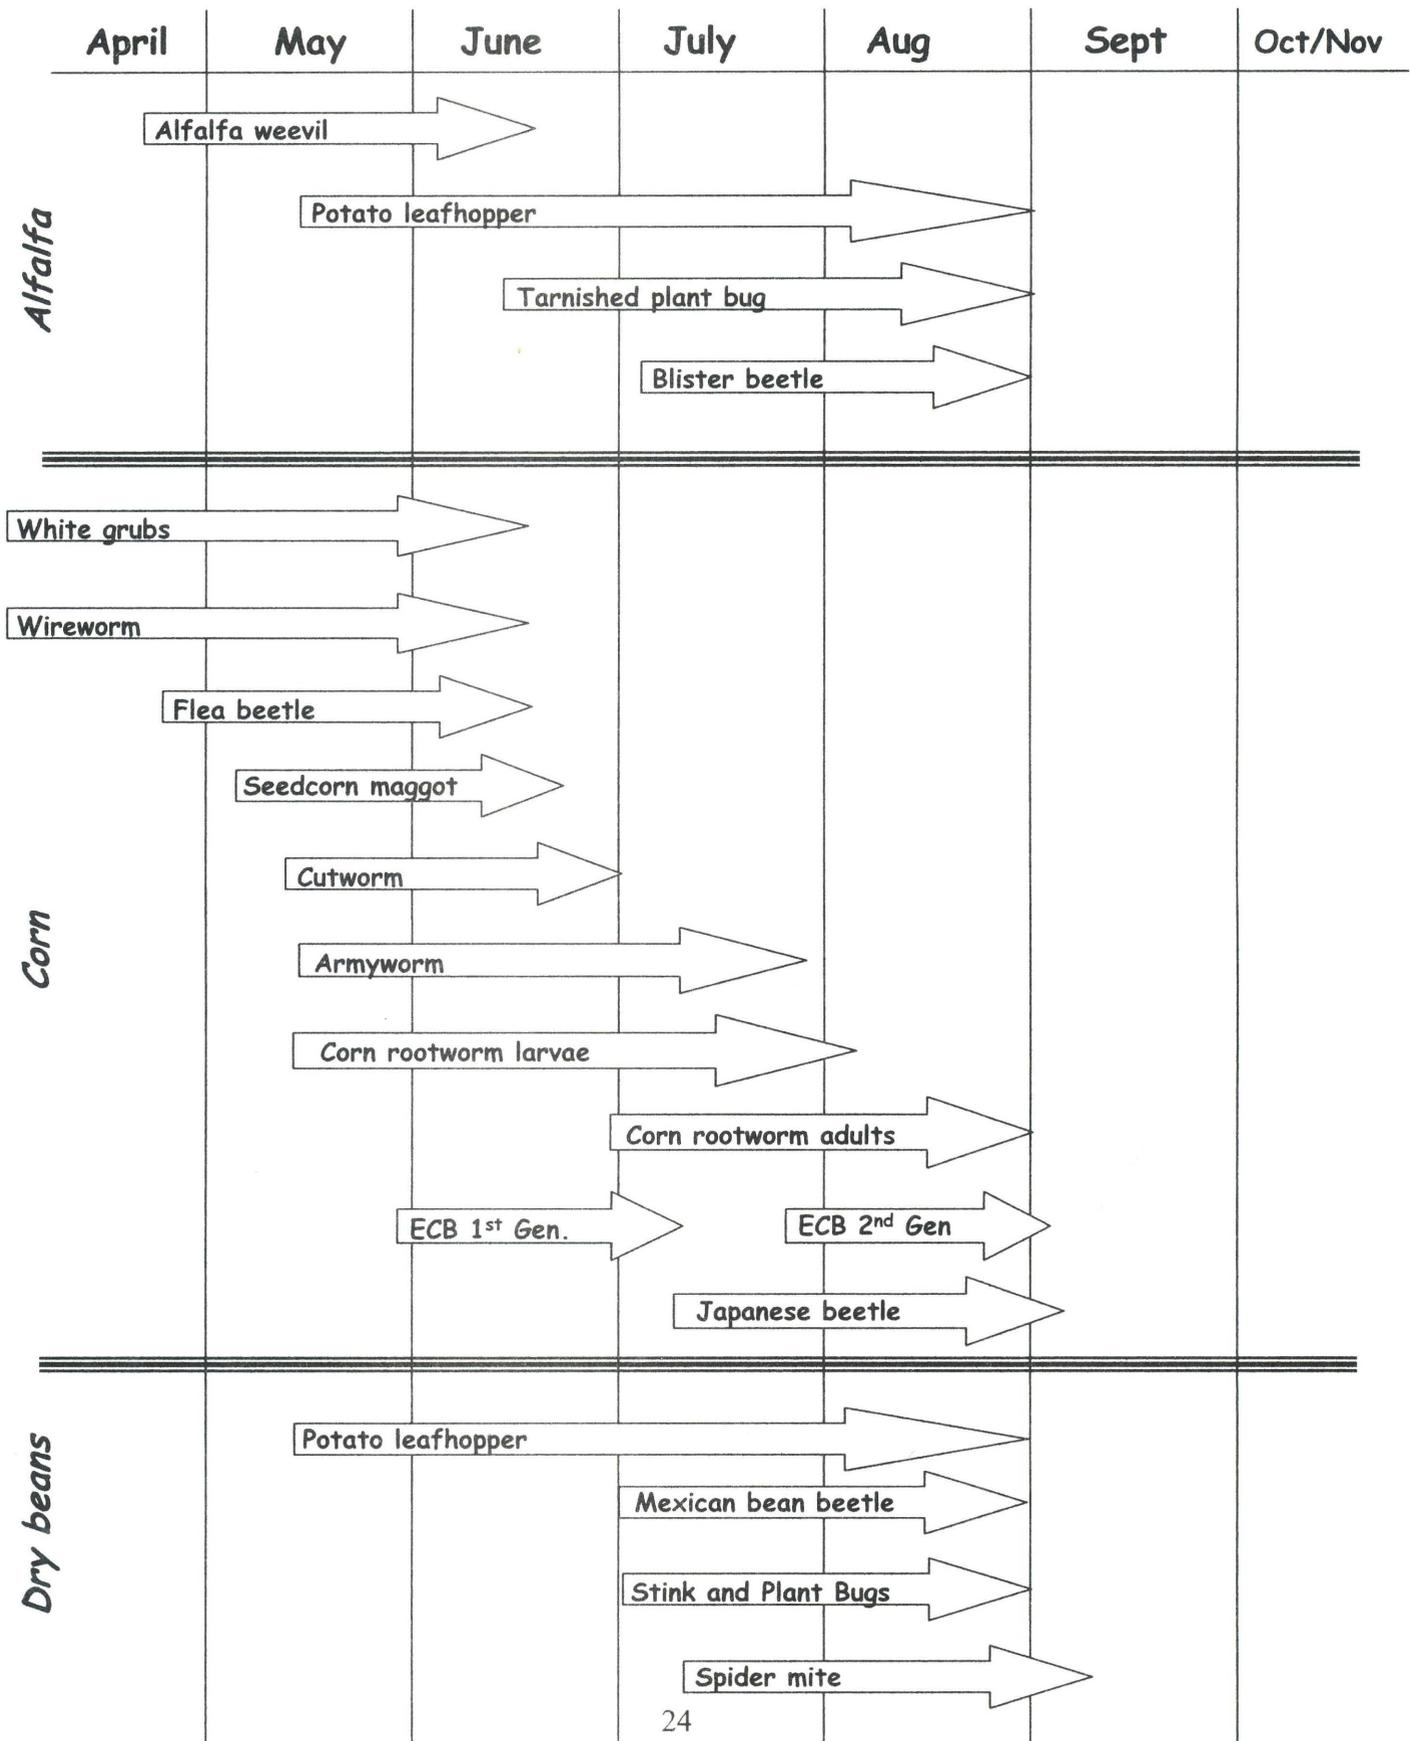 April May June July Aug Sept Oct/Nov
Alfalfa
Alfalfa weevil
Potato leafhopper
Tarnished plant bug
Blister beetle
Corn
White grubs
Wireworm
Flea beetle
Seedcorn maggot
Cutworm
Armyworm
Corn rootworm larvae
Corn rootworm adults
ECB 1st Gen. ECB 2nd Gen
Japanese beetle
Dry beans
Potato leafhopper
Mexican bean beetle
Stink and Plant Bugs
Spider mite
24